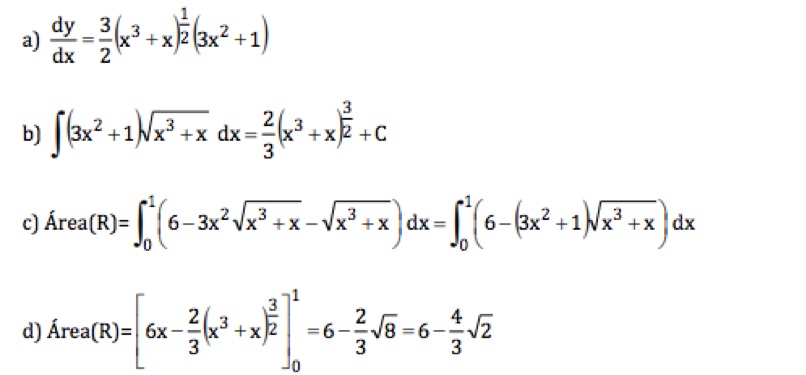 a) dy/dx = 3/2 (x³ + x)^(1/2) (3x² + 1)
b) ∫(3x² + 1)√(x³ + x) dx = 2/3 (x³ + x)^(3/2) + C
c) Área(R)= ∫₀¹ (6 − 3x²√(x³ + x) − √(x³ + x)) dx = ∫₀¹ (6 − (3x² + 1)√(x³ + x)) dx
d) Área(R)= [6x − 2/3 (x³ + x)^(3/2)]₀¹ = 6 − 2/3 √8 = 6 − 4/3 √2